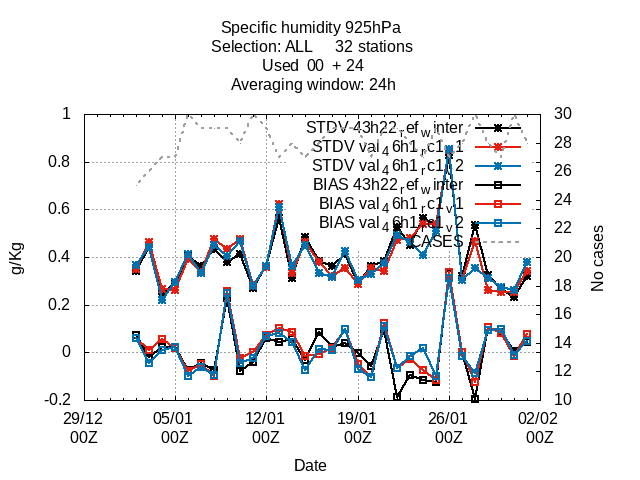 Specific humidity 925hPa
Selection: ALL 32 stations
Used 00 + 24
Averaging window: 24h
1
0.8
0.6
0.4
0.2
0
-0.2
g/Kg
30
28
26
24
22
20
18
16
14
12
10
No cases
STDV 43h22_ref_winter
STDV val_46h1_rc1_v1
STDV val_46h1_rc1_v2
BIAS 43h22_ref_winter
BIAS val_46h1_rc1_v1
BIAS val_46h1_rc1_v2
CASES
29/12 05/01 12/01 19/01 26/01 02/02
00Z 00Z 00Z 00Z 00Z 00Z
Date